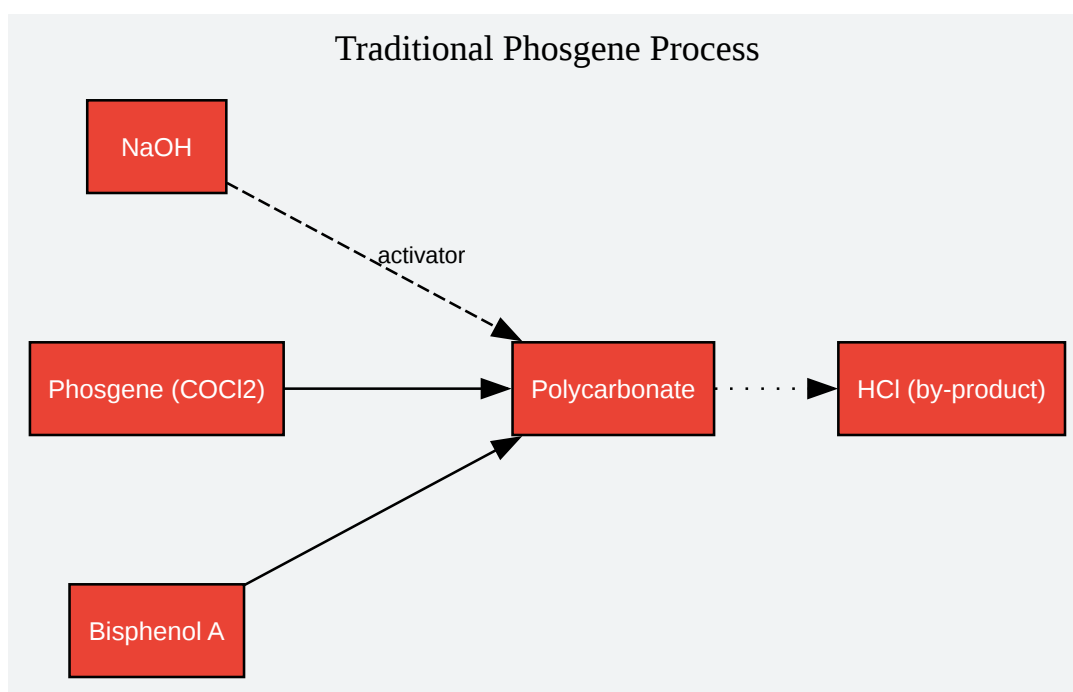 Traditional Phosgene Process
NaOH
activator
Phosgene (COCl2)
Polycarbonate
HCl (by-product)
Bisphenol A